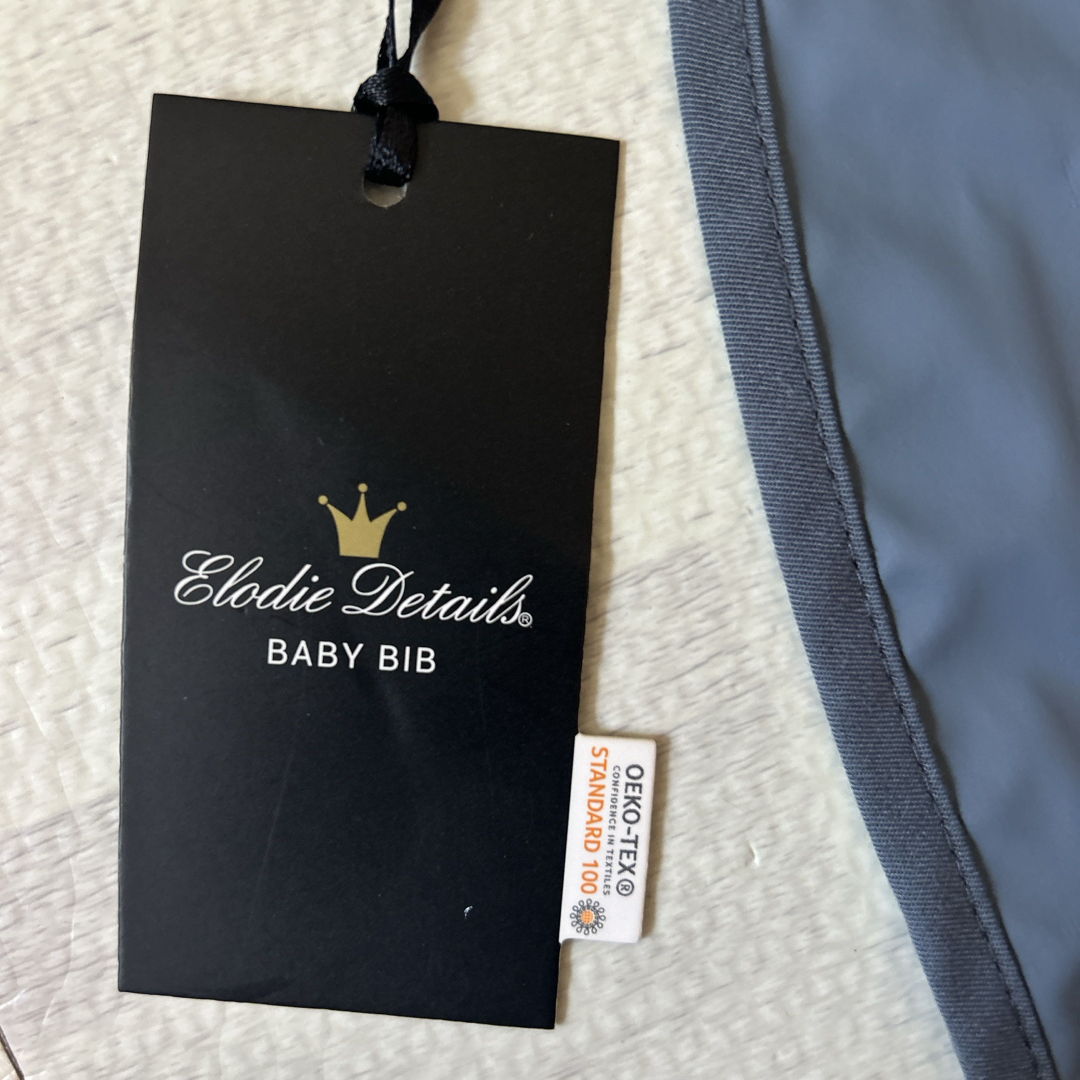 Elodie Details®
BABY BIB
OEKO-TEX®
CONFIDENCE IN TEXTILES
STANDARD 100